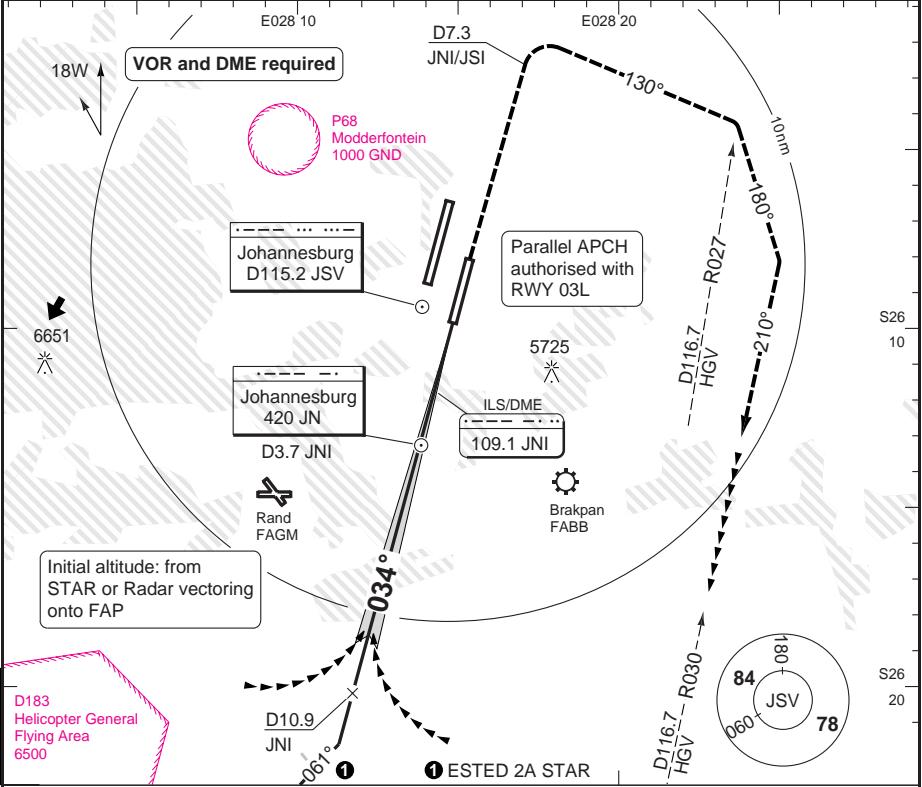 E028 10
E028 20
D7.3
JNI/JSI
18W
VOR and DME required
130°
P68
Modderfontein
1000 GND
10nm
180°
Johannesburg
D115.2 JSV
Parallel APCH
authorised with
RWY 03L
R027
D116.7
HGV
210°
S26
10
6651
5725
Johannesburg
420 JN
D3.7 JNI
ILS/DME
109.1 JNI
Rand
FAGM
Brakpan
FABB
Initial altitude: from
STAR or Radar vectoring
onto FAP
034°
D183
Helicopter General
Flying Area
6500
D10.9
JNI
061°
1
1 ESTED 2A STAR
R030
D116.7
HGV
180
84
JSV
060
78
S26
20